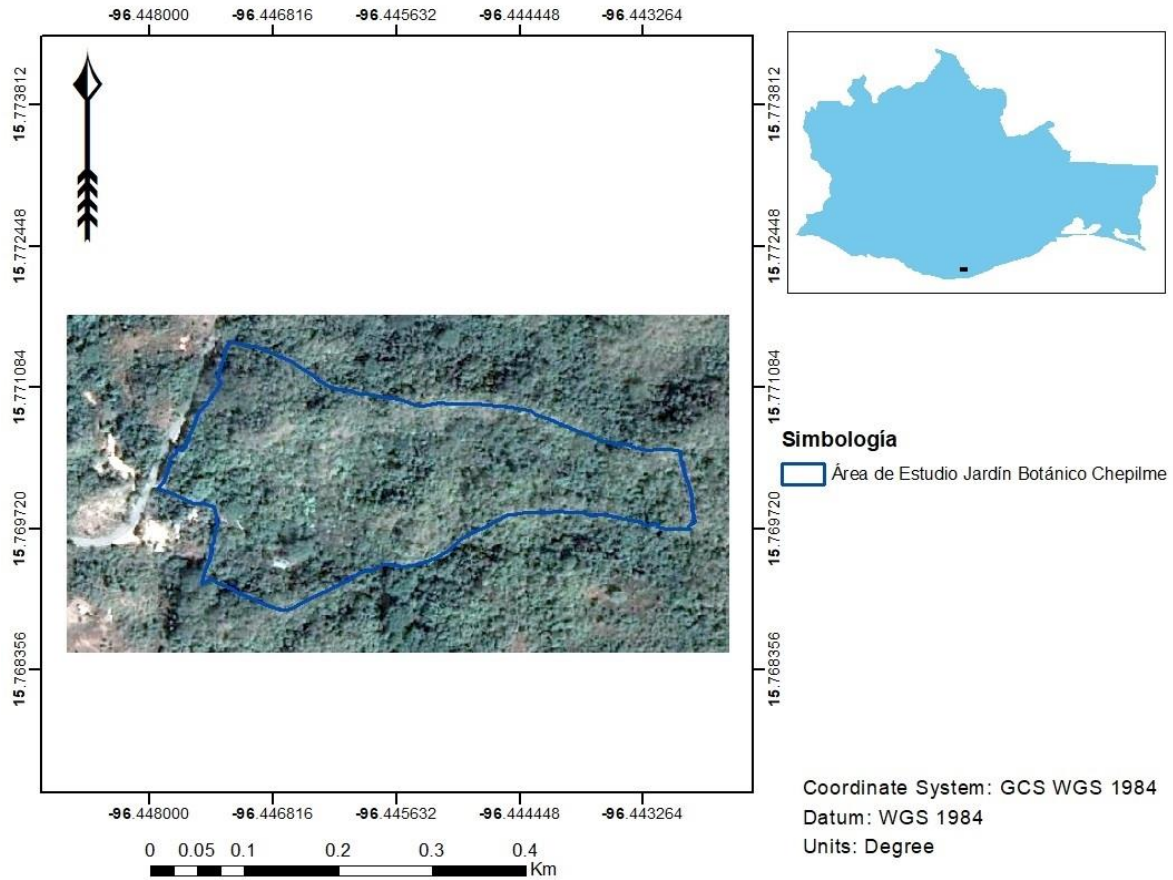 -96.448000 -96.446816 -96.445632 -96.444448 -96.443264
15.773812
15.772448
15.771084
15.769720
15.768356
15.773812
15.772448
15.771084
15.769720
15.768356
-96.448000 -96.446816 -96.445632 -96.444448 -96.443264
0 0.05 0.1 0.2 0.3 0.4
Km
Simbología
Área de Estudio Jardín Botánico Chepilme
Coordinate System: GCS WGS 1984
Datum: WGS 1984
Units: Degree